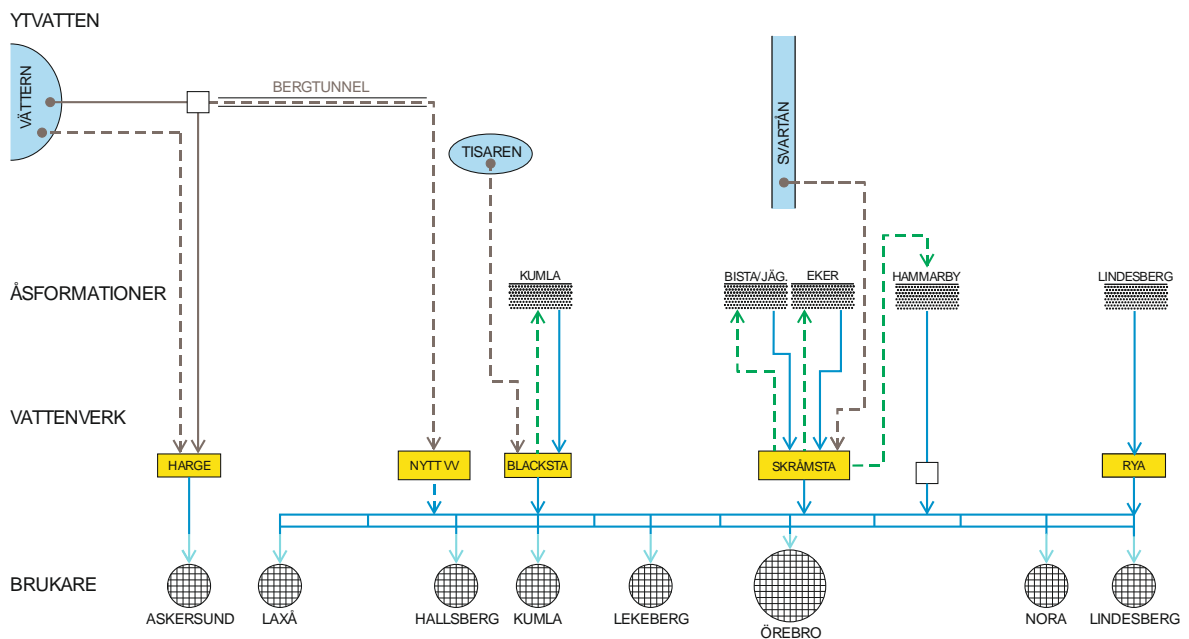 YTVATTEN
VÄTTERN
BERGTUNNEL
TISAREN
SVARTÅN
ÅSFORMATIONER
KUMLA
BISTA/JÄG.
EKER
HAMMARBY
LINDESBERG
VATTENVERK
HARGE
NYTT VV
BLACKSTA
SKRÅMSTA
RYA
BRUKARE
ASKERSUND
LAXÅ
HALLSBERG
KUMLA
LEKEBERG
ÖREBRO
NORA
LINDESBERG